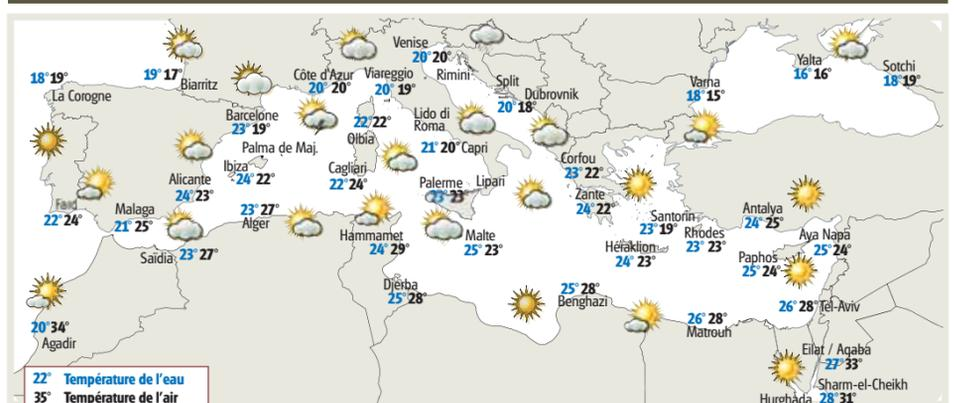 Venise
20° 20°
Rimini
Yalta
16° 16°
Sotchi
18° 19°
18° 19°
La Corogne
19° 17°
Biarritz
Côte d'Azur
20° 20°
Viareggio
20° 19°
Split
20° 18°
Dubrovnik
Varna
18° 15°
Barcelone
23° 19°
22° 22°
Olbia
Lido di
Roma
21° 20°
Capri
Palma de Maj.
Ibiza
24° 22°
Corfou
23° 22°
Alicante
24° 23°
Cagliari
22° 24°
Palerme
23° 23°
Lipari
Zante
24° 22°
Faro
22° 24°
Malaga
21° 25°
23° 27°
Alger
Santorin
23° 19°
Antalya
24° 25°
Saïdia
23° 27°
Hammamet
24° 29°
Malte
25° 23°
Rhodes
23° 23°
Héraklion
24° 23°
Aya Napa
25° 24°
Paphos
25° 24°
Djerba
25° 28°
25° 28°
Benghazi
26° 28°
Tel-Aviv
20° 34°
Agadir
26° 28°
Matrouh
Eilat / Aqaba
27° 33°
Sharm-el-Cheikh
28° 31°
Hurghada
22° Température de l'eau
35° Température de l'air